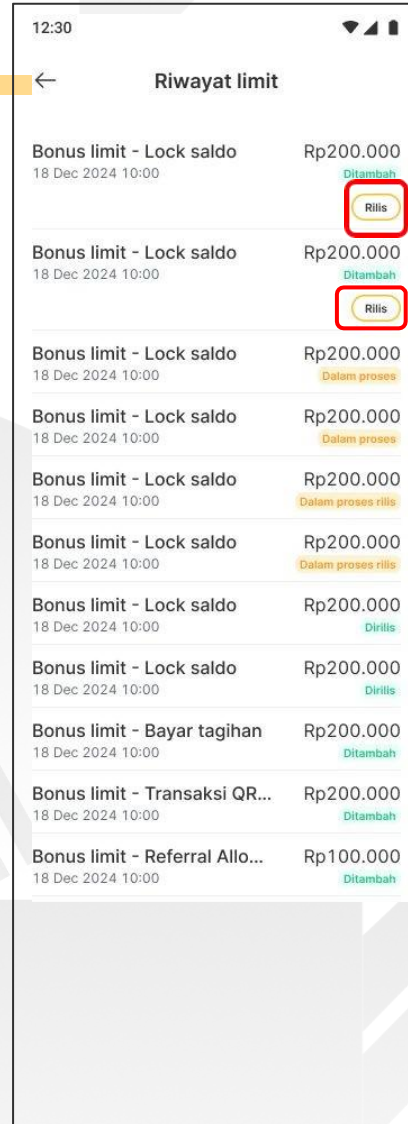 12:30
Riwayat limit
Bonus limit - Lock saldo Rp200.000
18 Dec 2024 10:00 Ditambah
Rilis
Bonus limit - Lock saldo Rp200.000
18 Dec 2024 10:00 Ditambah
Rilis
Bonus limit - Lock saldo Rp200.000
18 Dec 2024 10:00 Dalam proses
Bonus limit - Lock saldo Rp200.000
18 Dec 2024 10:00 Dalam proses
Bonus limit - Lock saldo Rp200.000
18 Dec 2024 10:00 Dalam proses rilis
Bonus limit - Lock saldo Rp200.000
18 Dec 2024 10:00 Dalam proses rilis
Bonus limit - Lock saldo Rp200.000
18 Dec 2024 10:00 Dirilis
Bonus limit - Lock saldo Rp200.000
18 Dec 2024 10:00 Dirilis
Bonus limit - Bayar tagihan Rp200.000
18 Dec 2024 10:00 Ditambah
Bonus limit - Transaksi QR... Rp200.000
18 Dec 2024 10:00 Ditambah
Bonus limit - Referral Allo... Rp100.000
18 Dec 2024 10:00 Ditambah